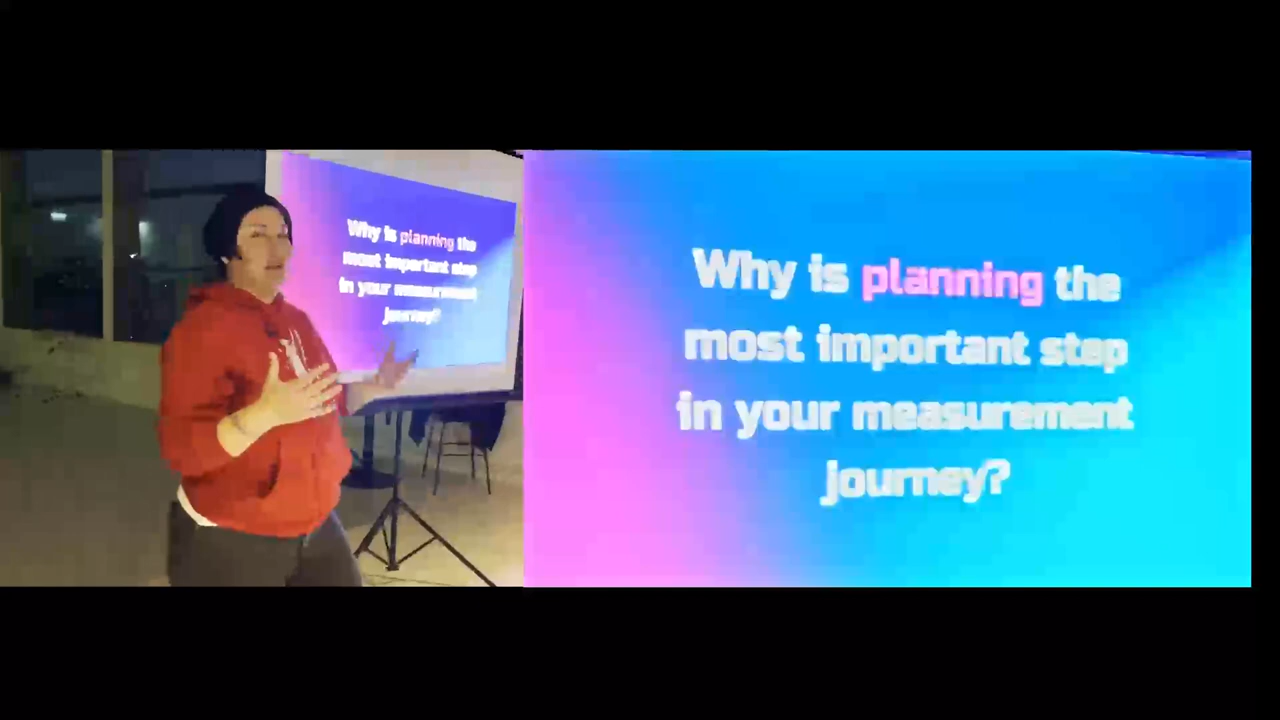 Why is planning the
most important step
in your measurement
journey?
Why is planning the
most important step
in your measurement
journey?